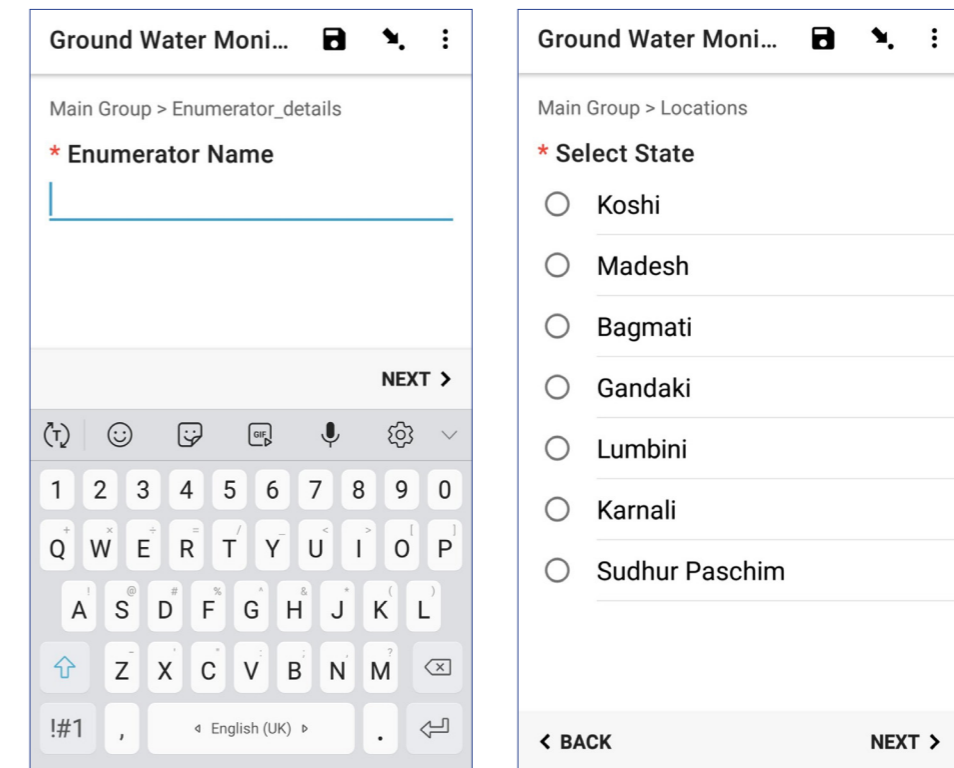 Ground Water Moni...
Main Group > Enumerator_details
* Enumerator Name
NEXT >
T GIF
1 2 3 4 5 6 7 8 9 0
+ × ÷ = / _ < > [ ]
Q W E R T Y U I O P
! @ # % ^ & * ( )
A S D F G H J K L
- ' " : ; , ?
Z X C V B N M
!#1 , English (UK) .
Ground Water Moni...
Main Group > Locations
* Select State
Koshi
Madesh
Bagmati
Gandaki
Lumbini
Karnali
Sudhur Paschim
< BACK NEXT >